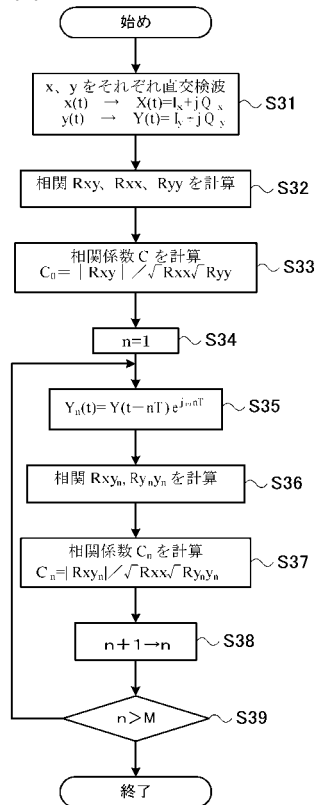 始め
x、y をそれぞれ直交検波
x(t) → X(t)=Iₓ+j Q ₓ
y(t) → Y(t)= I_y+j Q _y
S31
相関 Rxy、Rxx、Ryy を計算
S32
相関係数 C を計算
C₀＝｜Rxy｜／√Rxx√Ryy
S33
n=1
S34
Yₙ(t)= Y(t－nT) e^{jωnT}
S35
相関 Rxyₙ, Ryₙyₙ を計算
S36
相関係数 Cₙ を計算
Cₙ=|Rxyₙ|／√Rxx√Ryₙyₙ
S37
n＋1→n
S38
n＞M
S39
終了